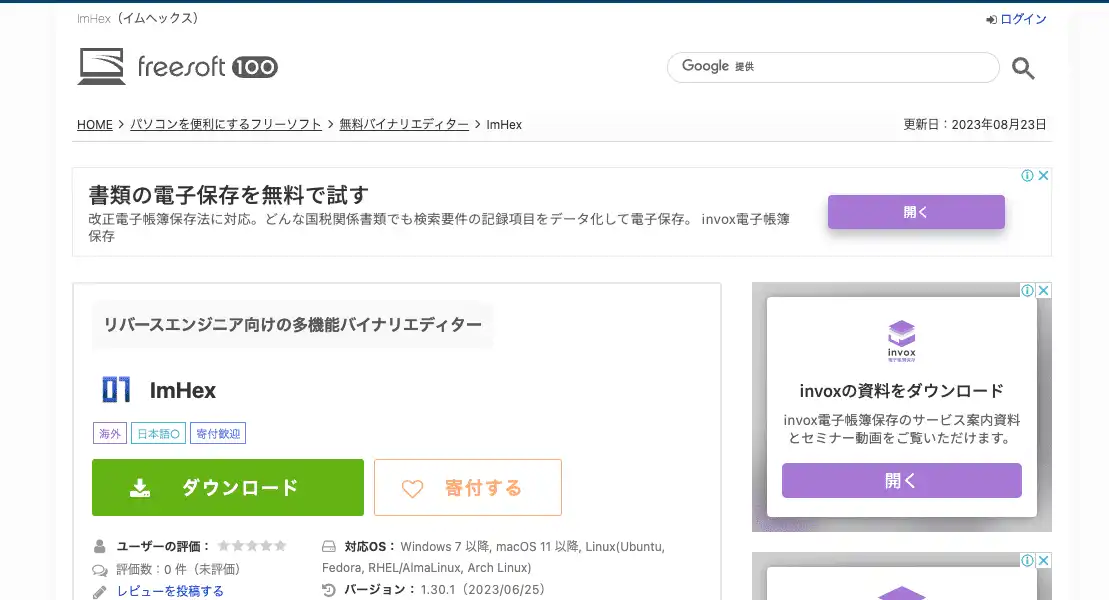 ImHex（イムヘックス）
ログイン
freesoft 100
Google 提供
HOME > パソコンを便利にするフリーソフト > 無料バイナリエディター > ImHex
更新日：2023年08月23日
書類の電子保存を無料で試す
改正電子帳簿保存法に対応。どんな国税関係書類でも検索要件の記録項目をデータ化して電子保存。 invox電子帳簿
保存
開く
リバースエンジニア向けの多機能バイナリエディター
ImHex
海外 日本語○ 寄付歓迎
ダウンロード
寄付する
ユーザーの評価：
評価数：0 件（未評価）
レビューを投稿する
対応OS： Windows 7 以降, macOS 11 以降, Linux(Ubuntu,
Fedora, RHEL/AlmaLinux, Arch Linux)
バージョン： 1.30.1（2023/06/25）
invox
電子帳簿保存
invoxの資料をダウンロード
invox電子帳簿保存のサービス案内資料
とセミナー動画をご覧いただけます。
開く